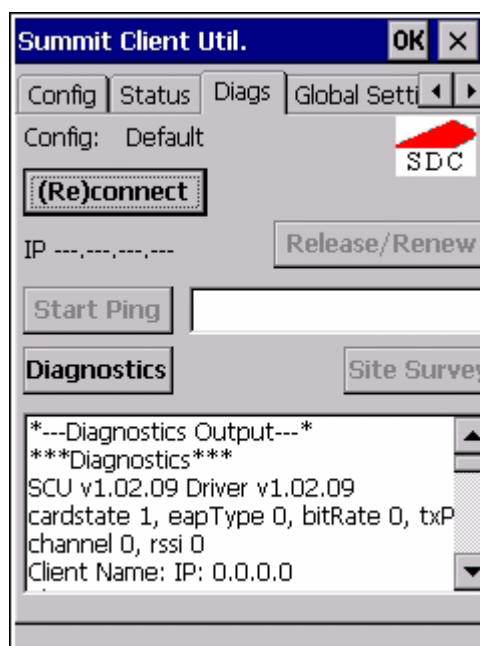 Summit Client Util. OK ×
Config Status Diags Global Setti
Config: Default
SDC
(Re)connect
IP ---.---.---.--- Release/Renew
Start Ping
Diagnostics Site Survey
*---Diagnostics Output---*
***Diagnostics***
SCU v1.02.09 Driver v1.02.09
cardstate 1, eapType 0, bitRate 0, txP
channel 0, rssi 0
Client Name: IP: 0.0.0.0